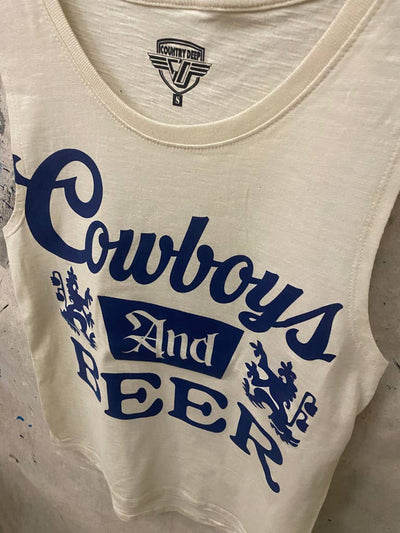 COUNTRY DEEP
S
Cowboys
And
BEER